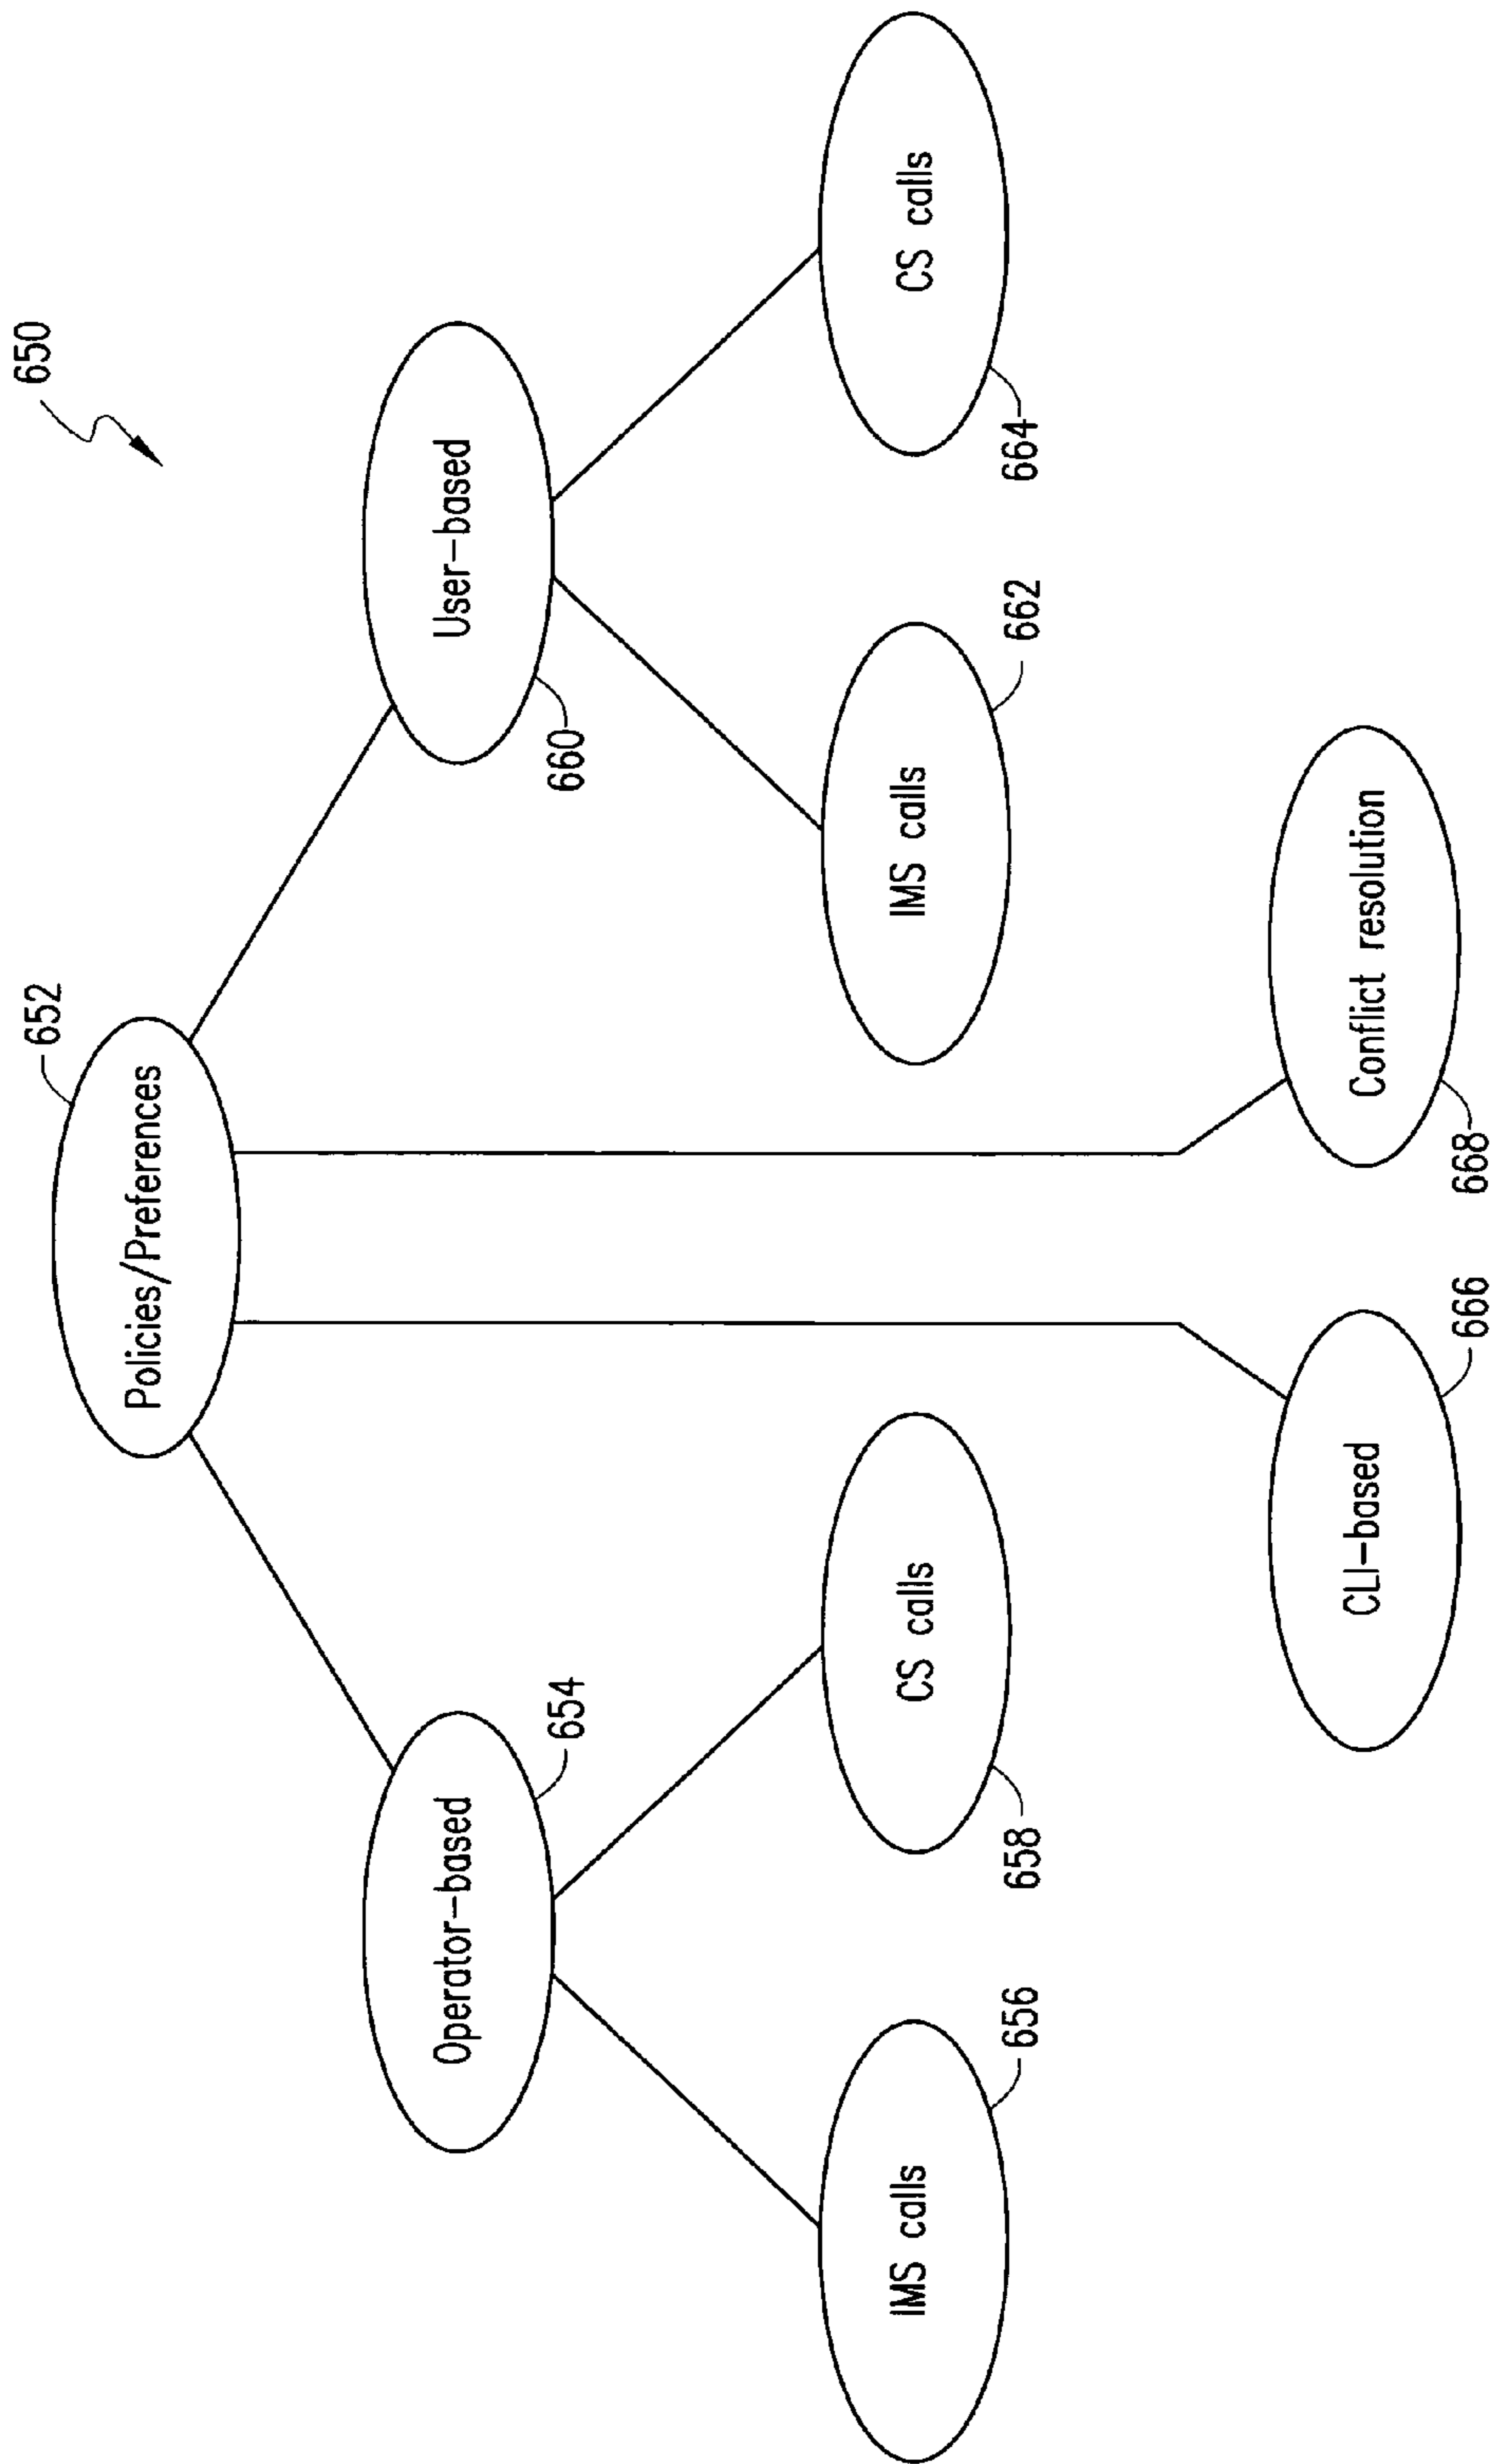 650
652
Policies/Preferences
Operator-based
654
User-based
660
IMS calls
656
CS calls
658
IMS calls
662
CS calls
664
CLI-based
666
Conflict resolution
668